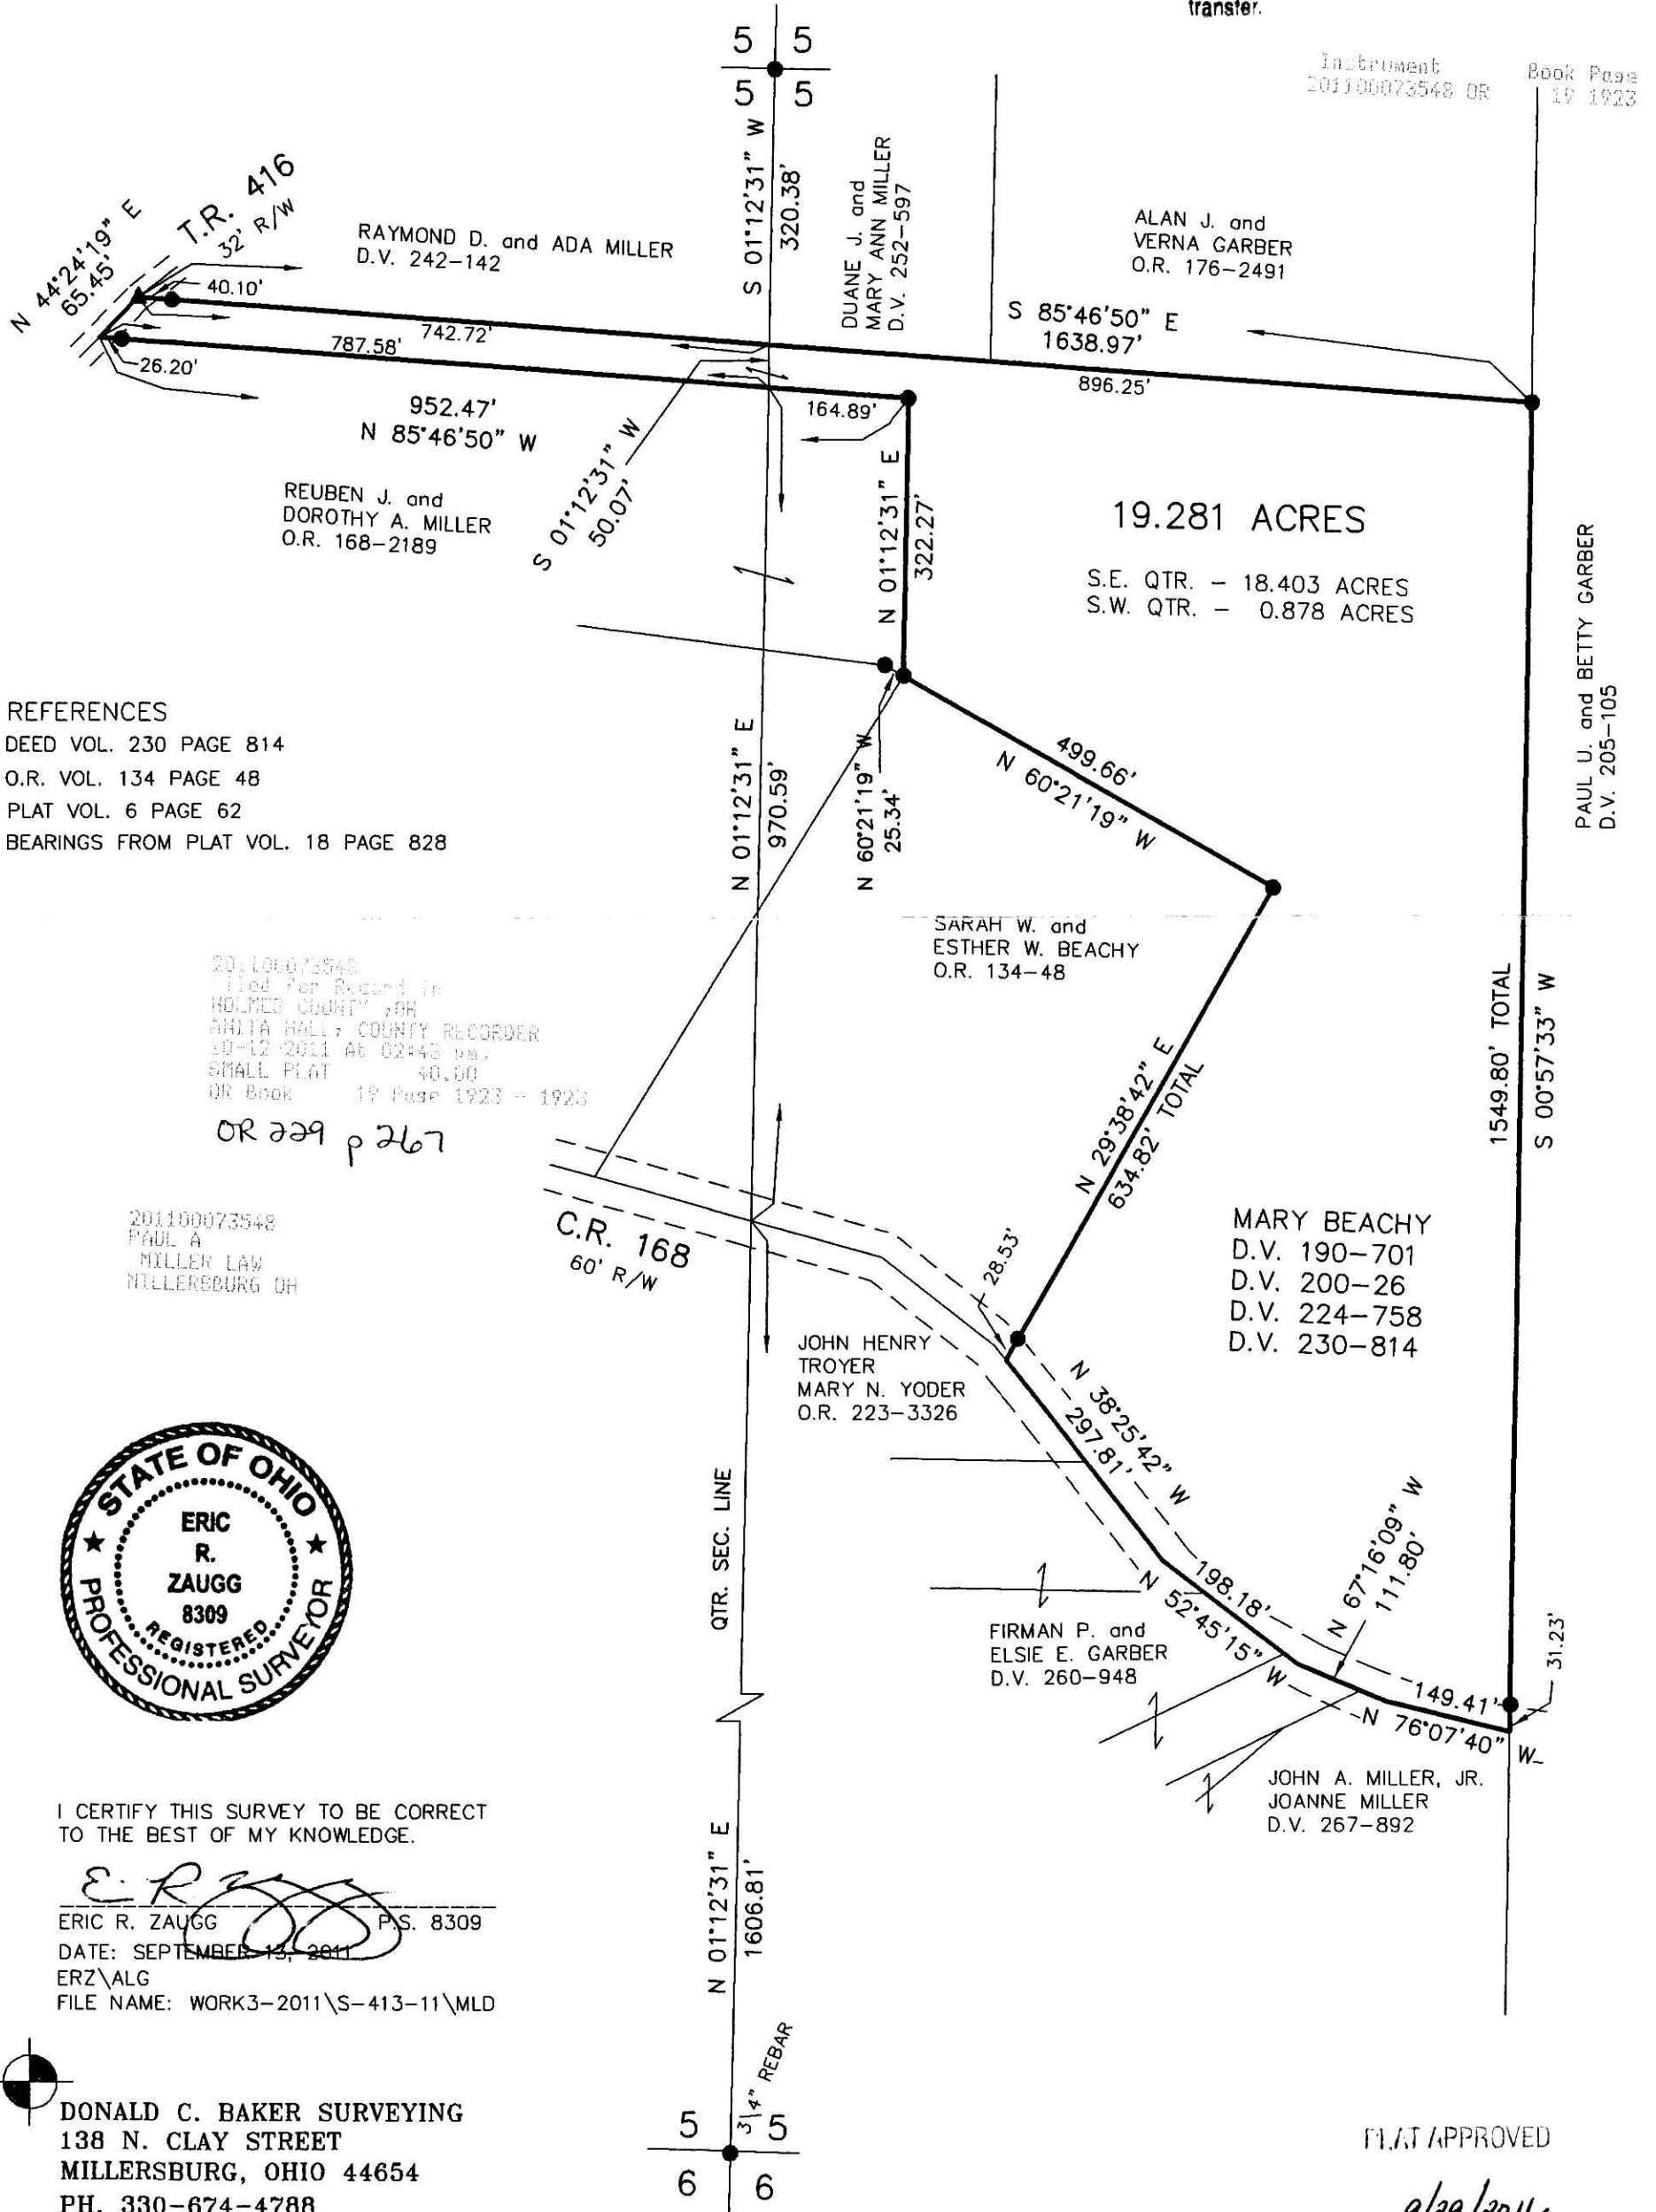 transfer.
Instrument Book Page
201100073548 OR 19 1923
5 5
5 5
S 01°12'31" W
320.38'
T.R. 416
32' R/W
N 44°24'19" E
65.45'
RAYMOND D. and ADA MILLER
D.V. 242-142
DUANE J. and
MARY ANN MILLER
D.V. 252-597
ALAN J. and
VERNA GARBER
O.R. 176-2491
S 85°46'50" E
1638.97'
40.10'
742.72'
787.58'
26.20'
896.25'
164.89'
952.47'
N 85°46'50" W
S 01°12'31" W
50.07'
REUBEN J. and
DOROTHY A. MILLER
O.R. 168-2189
N 01°12'31" E
322.27'
19.281 ACRES
S.E. QTR. - 18.403 ACRES
S.W. QTR. - 0.878 ACRES
PAUL U. and BETTY GARBER
D.V. 205-105
REFERENCES
DEED VOL. 230 PAGE 814
O.R. VOL. 134 PAGE 48
PLAT VOL. 6 PAGE 62
BEARINGS FROM PLAT VOL. 18 PAGE 828
N 01°12'31" E
970.59'
N 60°21'19" W
25.34'
499.66'
N 60°21'19" W
SARAH W. and
ESTHER W. BEACHY
O.R. 134-48
201100073548
Filed for Record in
HOLMES COUNTY ,OH
ANITA HALL, COUNTY RECORDER
10-12-2011 At 02:43 pm.
SMALL PLAT 40.00
OR Book 19 Page 1923 - 1923
OR 229 p 267
201100073548
PAUL A
MILLER LAW
MILLERSBURG OH
N 29°38'42" E
634.82' TOTAL
1549.80' TOTAL
S 00°57'33" W
C.R. 168
60' R/W
28.53'
MARY BEACHY
D.V. 190-701
D.V. 200-26
D.V. 224-758
D.V. 230-814
JOHN HENRY
TROYER
MARY N. YODER
O.R. 223-3326
N 38°25'42" W
297.81'
STATE OF OHIO
ERIC
R.
ZAUGG
8309
REGISTERED
PROFESSIONAL SURVEYOR
QTR. SEC. LINE
198.18'
N 52°45'15" W
N 67°16'09" W
111.80'
FIRMAN P. and
ELSIE E. GARBER
D.V. 260-948
31.23'
149.41'
N 76°07'40" W
JOHN A. MILLER, JR.
JOANNE MILLER
D.V. 267-892
I CERTIFY THIS SURVEY TO BE CORRECT
TO THE BEST OF MY KNOWLEDGE.
ERIC R. ZAUGG P.S. 8309
DATE: SEPTEMBER 13, 2011
ERZ\ALG
FILE NAME: WORK3-2011\S-413-11\MLD
N 01°12'31" E
1606.81'
3/4" REBAR
5 5
6 6
DONALD C. BAKER SURVEYING
138 N. CLAY STREET
MILLERSBURG, OHIO 44654
PH. 330-674-4788
PLAT APPROVED
9/29/2011